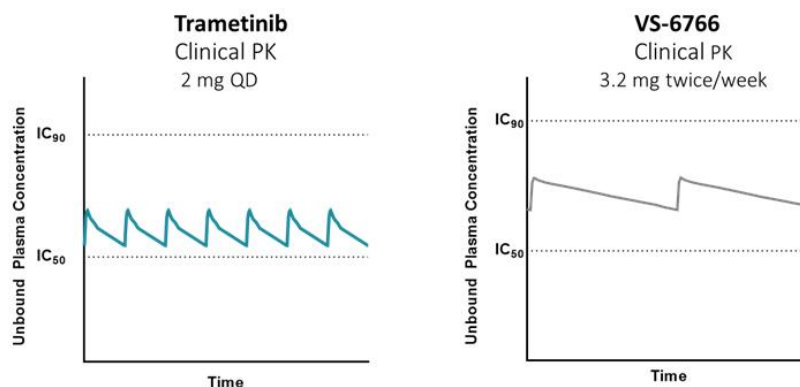 Trametinib
Clinical PK
2 mg QD
Unbound Plasma Concentration
IC90
IC50
Time
VS-6766
Clinical PK
3.2 mg twice/week
Unbound Plasma Concentration
IC90
IC50
Time